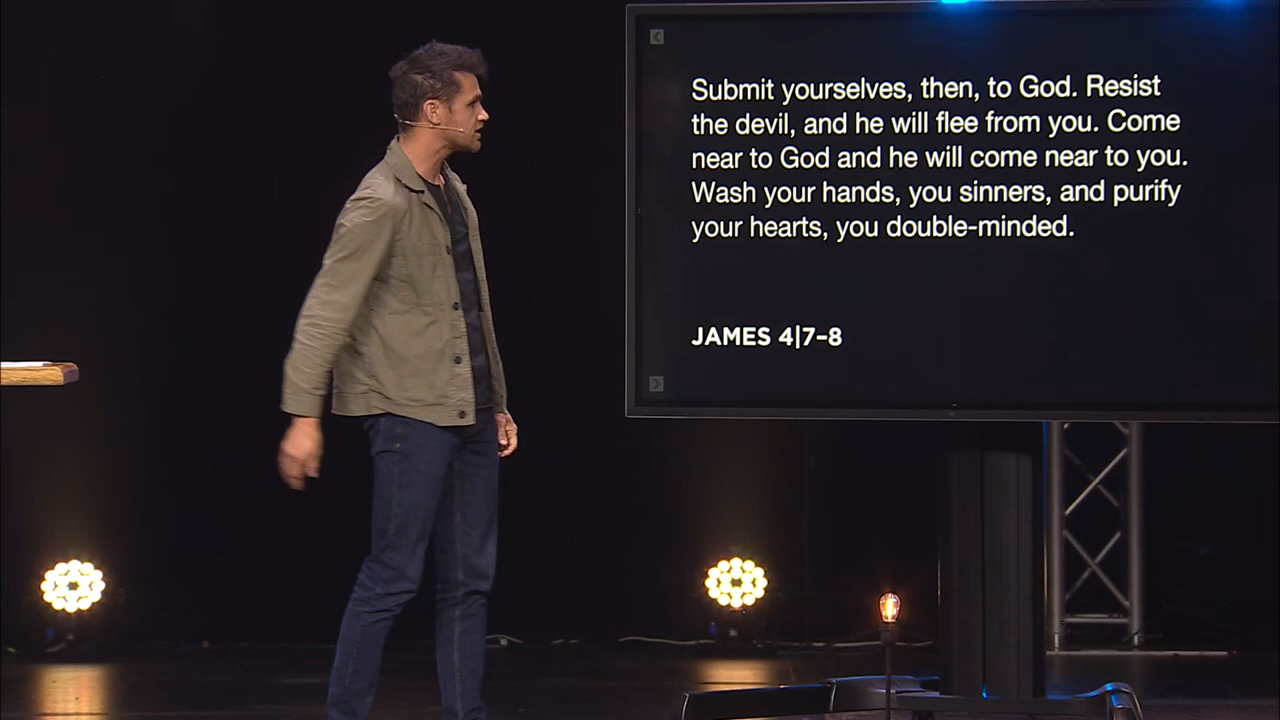 Submit yourselves, then, to God. Resist
the devil, and he will flee from you. Come
near to God and he will come near to you.
Wash your hands, you sinners, and purify
your hearts, you double-minded.
JAMES 4|7–8